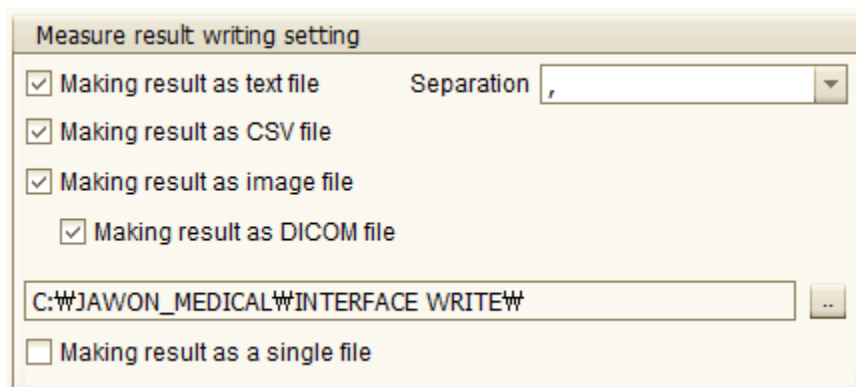 Measure result writing setting
Making result as text file Separation ,
Making result as CSV file
Making result as image file
Making result as DICOM file
C:₩JAWON_MEDICAL₩INTERFACE WRITE₩ ..
Making result as a single file